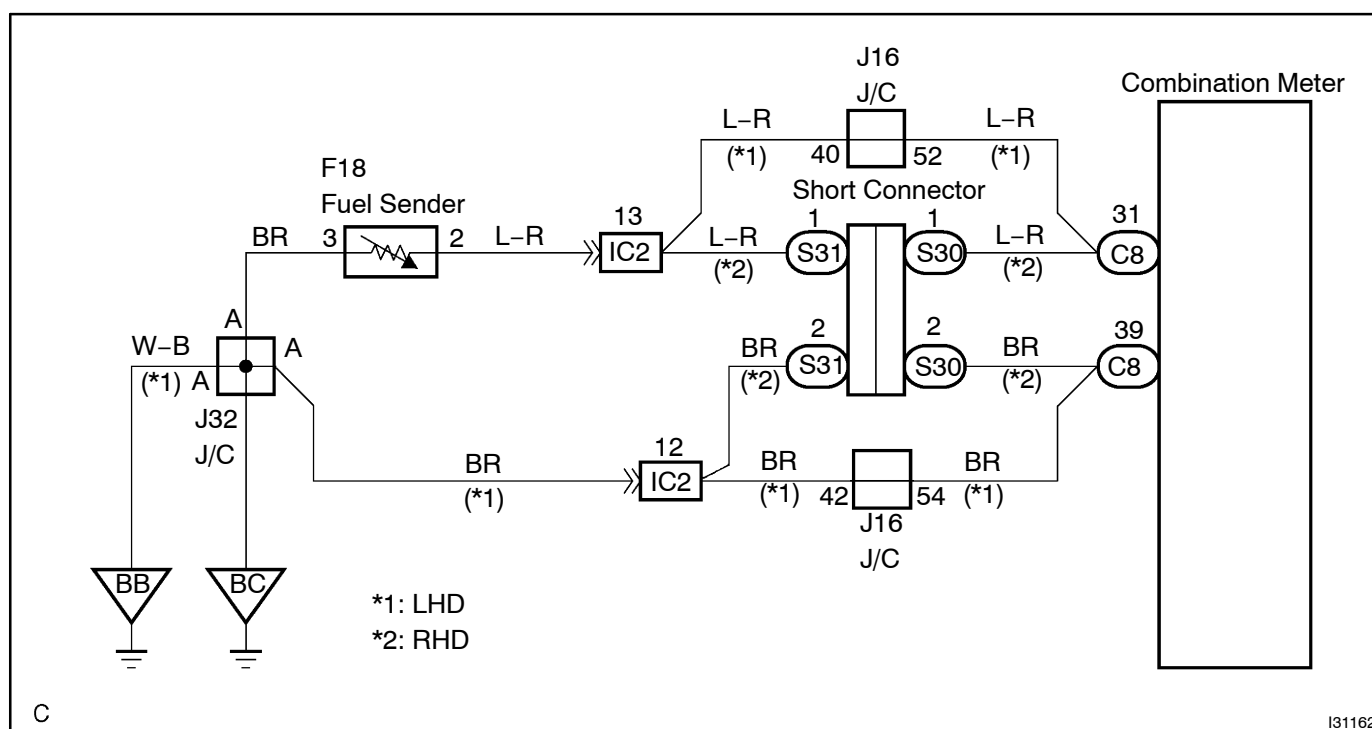 J16
J/C
Combination Meter
L–R
(*1)
40
52
L–R
(*1)
F18
Fuel Sender
Short Connector
BR
3
2
L–R
13
IC2
L–R
(*2)
1
S31
1
S30
L–R
(*2)
31
C8
A
W–B
(*1)
A
A
J32
J/C
BR
(*2)
2
S31
2
S30
BR
(*2)
39
C8
BR
(*1)
12
IC2
BR
(*1)
42
54
BR
(*1)
J16
J/C
BB
BC
*1: LHD
*2: RHD
C
I31162